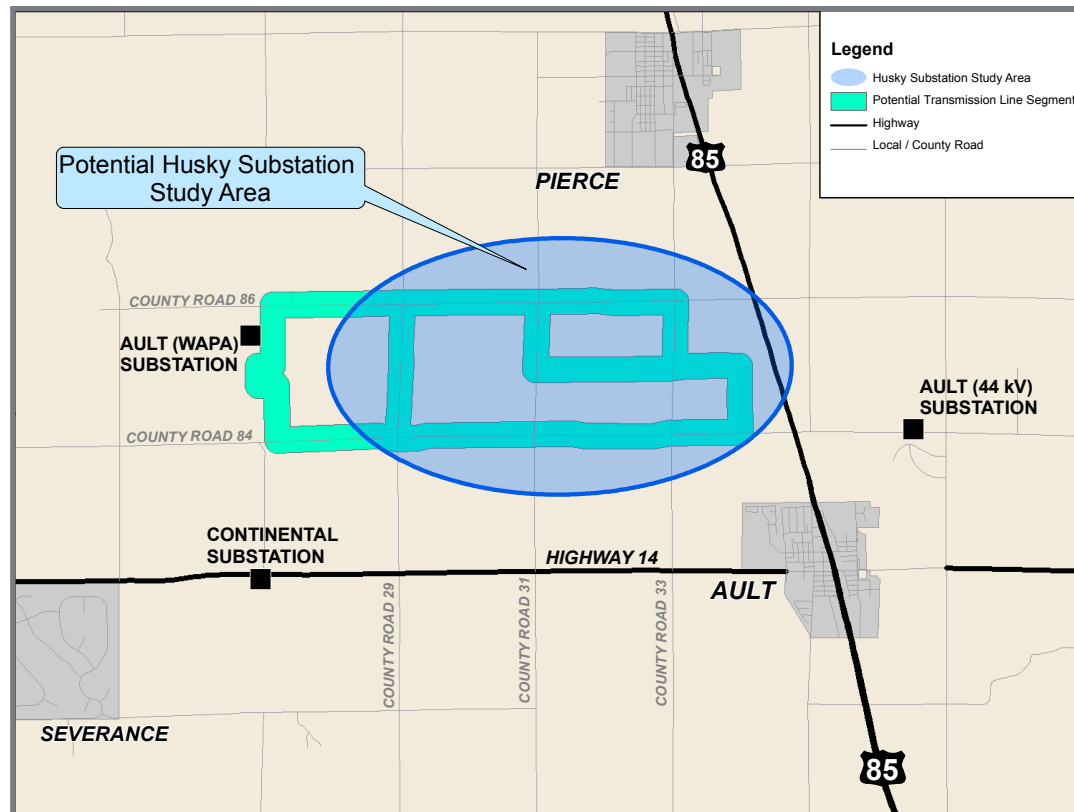 Legend
Husky Substation Study Area
Potential Transmission Line Segment
Highway
Local / County Road
85
PIERCE
Potential Husky Substation
Study Area
COUNTY ROAD 86
AULT (WAPA)
SUBSTATION
AULT (44 kV)
SUBSTATION
COUNTY ROAD 84
CONTINENTAL
SUBSTATION
HIGHWAY 14
AULT
COUNTY ROAD 29
COUNTY ROAD 31
COUNTY ROAD 33
SEVERANCE
85